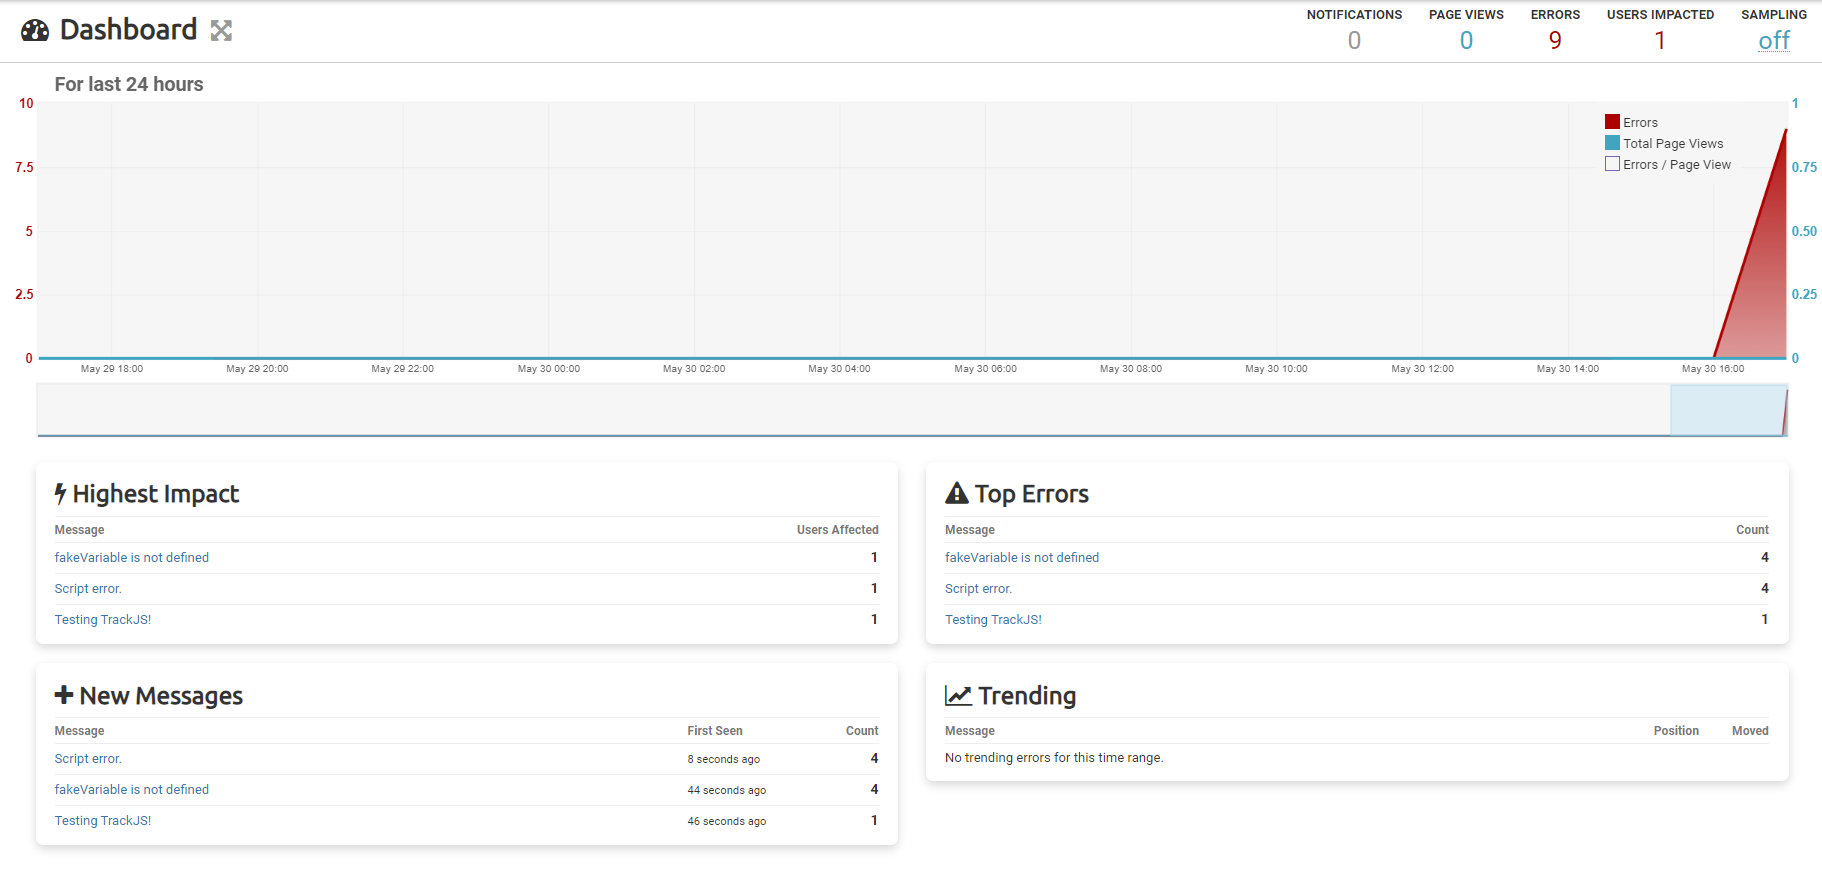 Dashboard
NOTIFICATIONS PAGE VIEWS ERRORS USERS IMPACTED SAMPLING
0 0 9 1 off
For last 24 hours
10 1
Errors
Total Page Views
7.5 Errors / Page View 0.75
5 0.50
2.5 0.25
0 0
May 29 18:00 May 29 20:00 May 29 22:00 May 30 00:00 May 30 02:00 May 30 04:00 May 30 06:00 May 30 08:00 May 30 10:00 May 30 12:00 May 30 14:00 May 30 16:00
Highest Impact
Message Users Affected
fakeVariable is not defined 1
Script error. 1
Testing TrackJS! 1
Top Errors
Message Count
fakeVariable is not defined 4
Script error. 4
Testing TrackJS! 1
New Messages
Message First Seen Count
Script error. 8 seconds ago 4
fakeVariable is not defined 44 seconds ago 4
Testing TrackJS! 46 seconds ago 1
Trending
Message Position Moved
No trending errors for this time range.